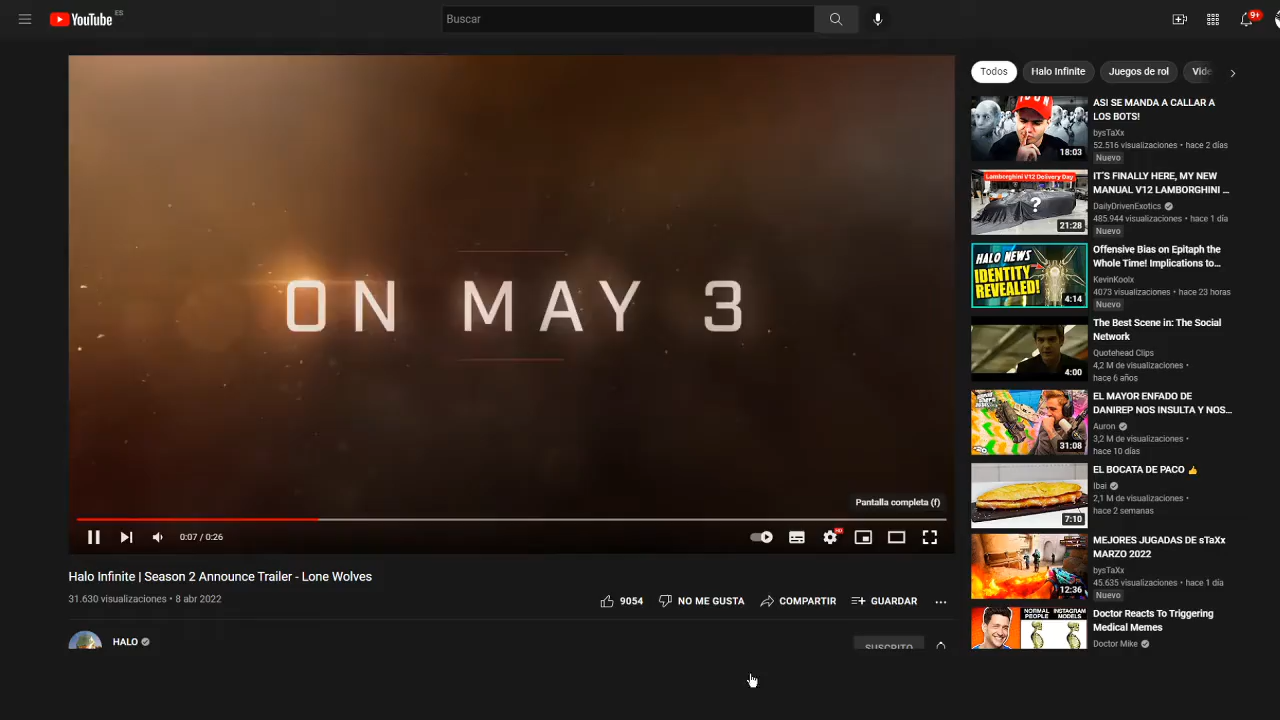 YouTube ES
Buscar
9+
ON MAY 3
Pantalla completa (f)
0:07 / 0:26
HD
Halo Infinite | Season 2 Announce Trailer - Lone Wolves
31.630 visualizaciones • 8 abr 2022
9054
NO ME GUSTA
COMPARTIR
GUARDAR
HALO
SUSCRITO
Todos
Halo Infinite
Juegos de rol
18:03
ASI SE MANDA A CALLAR A
LOS BOTS!
bysTaXx
52.516 visualizaciones • hace 2 días
Nuevo
Lamborghini V12 Delivery Day
?
21:28
IT'S FINALLY HERE, MY NEW
MANUAL V12 LAMBORGHINI ...
DailyDrivenExotics
485.944 visualizaciones • hace 1 día
Nuevo
HALO NEWS
IDENTITY
REVEALED!
4:14
Offensive Bias on Epitaph the
Whole Time! Implications to...
KevinKoolx
4073 visualizaciones • hace 23 horas
Nuevo
4:00
The Best Scene in: The Social
Network
Quotehead Clips
4,2 M de visualizaciones •
hace 6 años
31:08
EL MAYOR ENFADO DE
DANIREP NOS INSULTA Y NOS...
Auron
3,2 M de visualizaciones •
hace 10 días
7:10
EL BOCATA DE PACO 👍
Ibai
2,1 M de visualizaciones •
hace 2 semanas
12:36
MEJORES JUGADAS DE sTaXx
MARZO 2022
bysTaXx
45.635 visualizaciones • hace 1 día
Nuevo
NORMAL PEOPLE
INSTAGRAM MODELS
Doctor Reacts To Triggering
Medical Memes
Doctor Mike